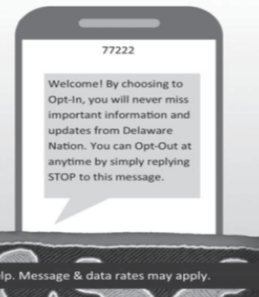 77222
Welcome! By choosing to
Opt-In, you will never miss
important information and
updates from Delaware
Nation. You can Opt-Out at
anytime by simply replying
STOP to this message.
lp. Message & data rates may apply.